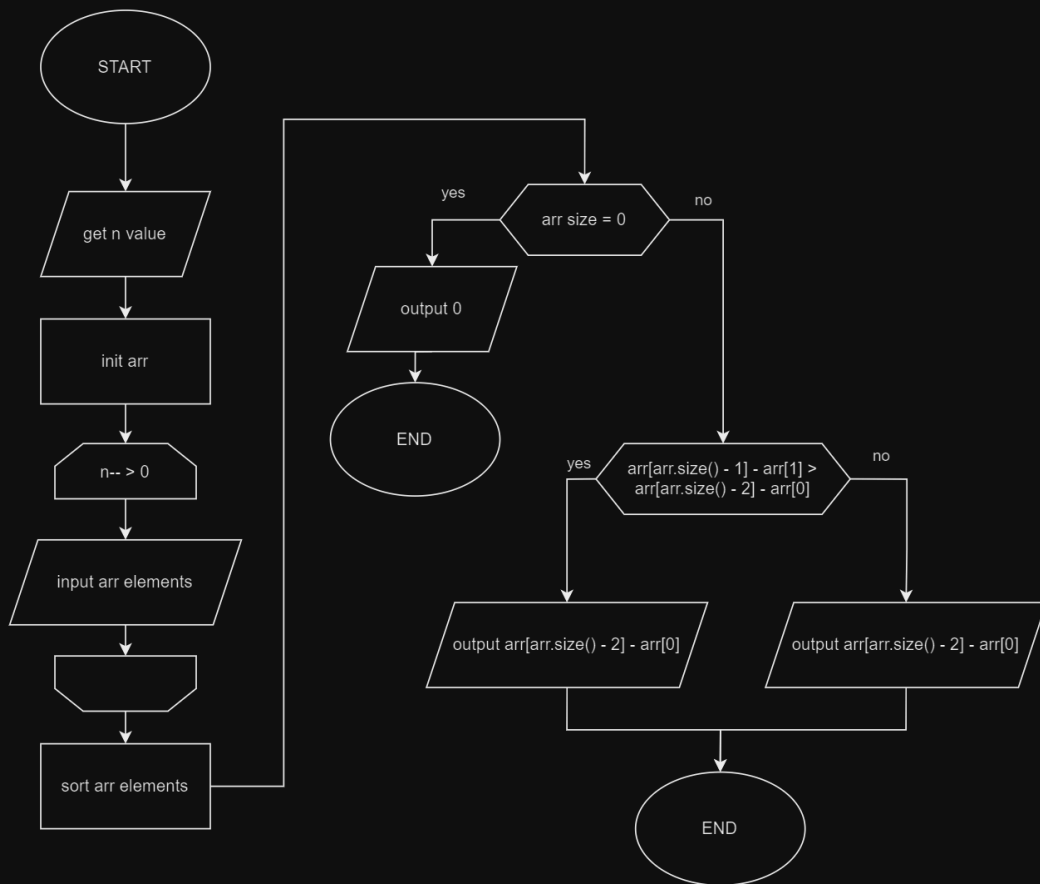 START
get n value
init arr
n-- > 0
input arr elements
sort arr elements
yes
no
arr size = 0
output 0
END
yes
no
arr[arr.size() - 1] - arr[1] >
arr[arr.size() - 2] - arr[0]
output arr[arr.size() - 2] - arr[0]
output arr[arr.size() - 2] - arr[0]
END